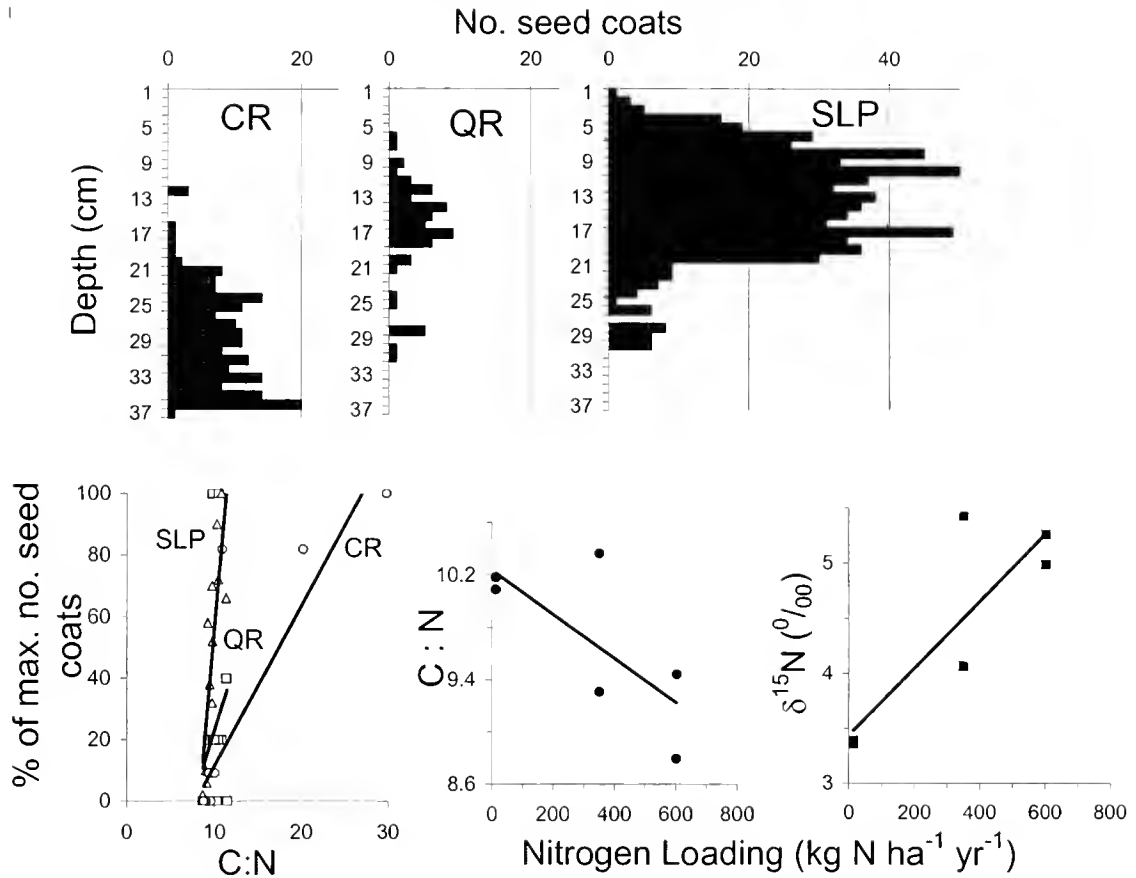 No. seed coats
0 20 0 20 0 20 40
CR QR SLP
Depth (cm)
1 1 1
5 5 5
9 9 9
13 13 13
17 17 17
21 21 21
25 25 25
29 29 29
33 33 33
37 37 37
% of max. no. seed
coats
100
80
60
40
20
0
SLP
QR
CR
0 10 20 30
C:N
C : N
10.2
9.4
8.6
0 200 400 600 800
δ¹⁵N (⁰/₀₀)
5
4
3
0 200 400 600 800
Nitrogen Loading (kg N ha⁻¹ yr⁻¹)